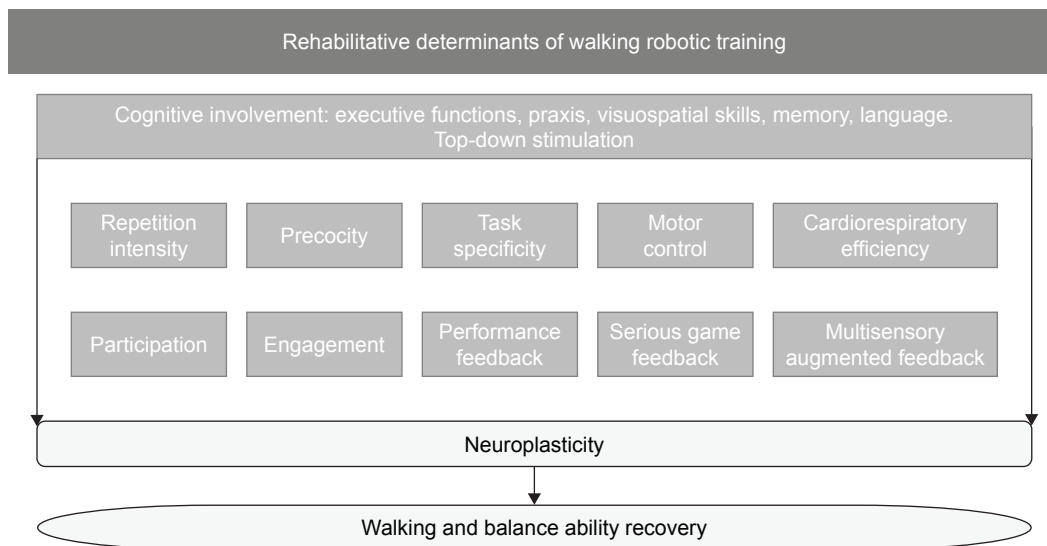 Rehabilitative determinants of walking robotic training
Cognitive involvement: executive functions, praxis, visuospatial skills, memory, language.
Top-down stimulation
Repetition
intensity
Precocity
Task
specificity
Motor
control
Cardiorespiratory
efficiency
Participation
Engagement
Performance
feedback
Serious game
feedback
Multisensory
augmented feedback
Neuroplasticity
Walking and balance ability recovery